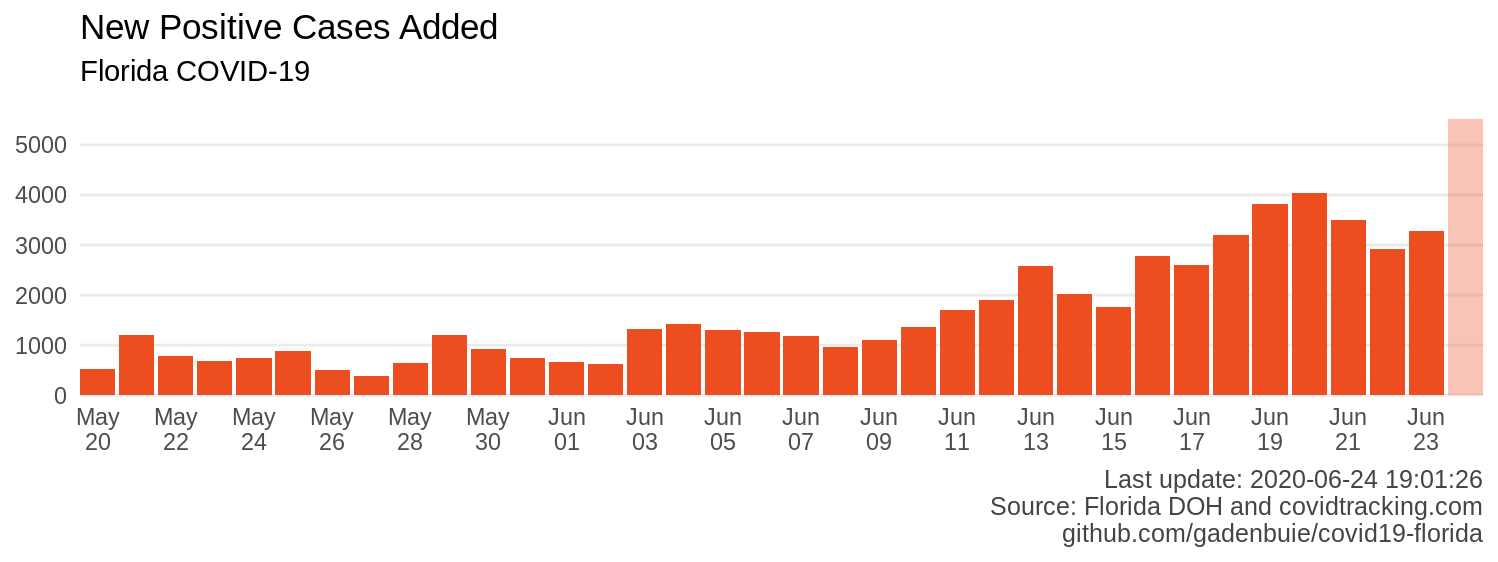 New Positive Cases Added
Florida COVID-19
5000
4000
3000
2000
1000
0
May May May May May May Jun Jun Jun Jun Jun Jun Jun Jun Jun Jun Jun Jun
20 22 24 26 28 30 01 03 05 07 09 11 13 15 17 19 21 23
Last update: 2020-06-24 19:01:26
Source: Florida DOH and covidtracking.com
github.com/gadenbuie/covid19-florida